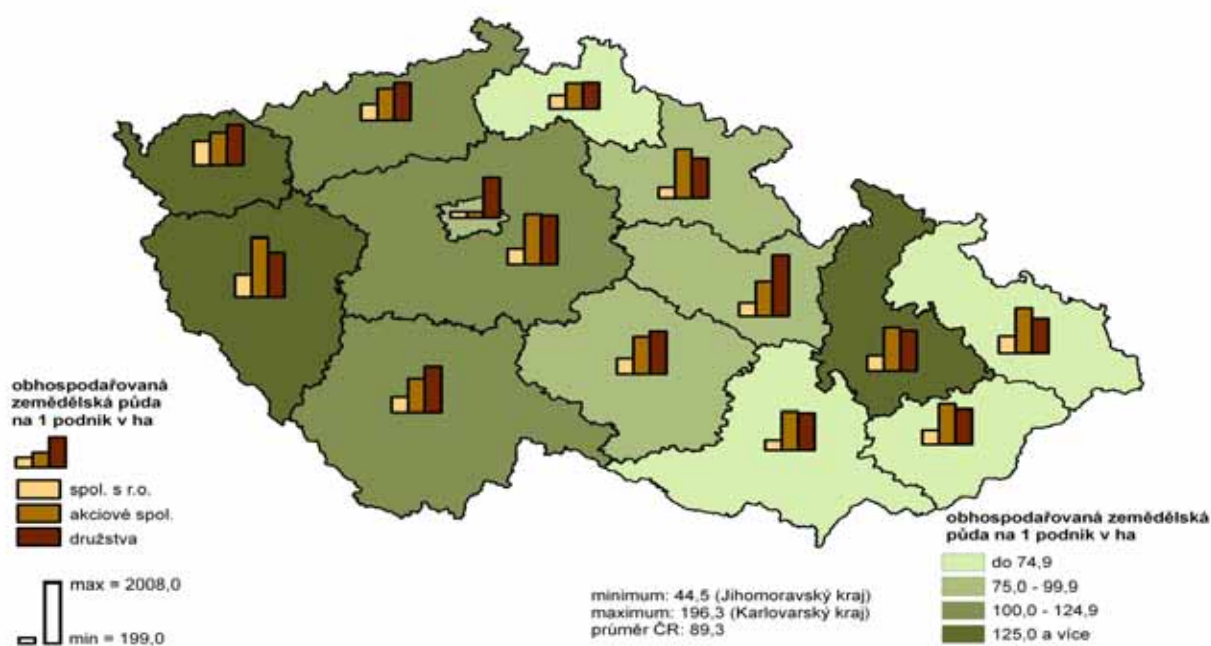 obhospodařovaná
zemědělská půda
na 1 podnik v ha
spol. s r.o.
akciové spol.
družstva
max = 2008,0
min = 199,0
minimum: 44,5 (Jihomoravský kraj)
maximum: 196,3 (Karlovarský kraj)
průměr ČR: 89,3
obhospodařovaná zemědělská
půda na 1 podnik v ha
do 74,9
75,0 - 99,9
100,0 - 124,9
125,0 a více